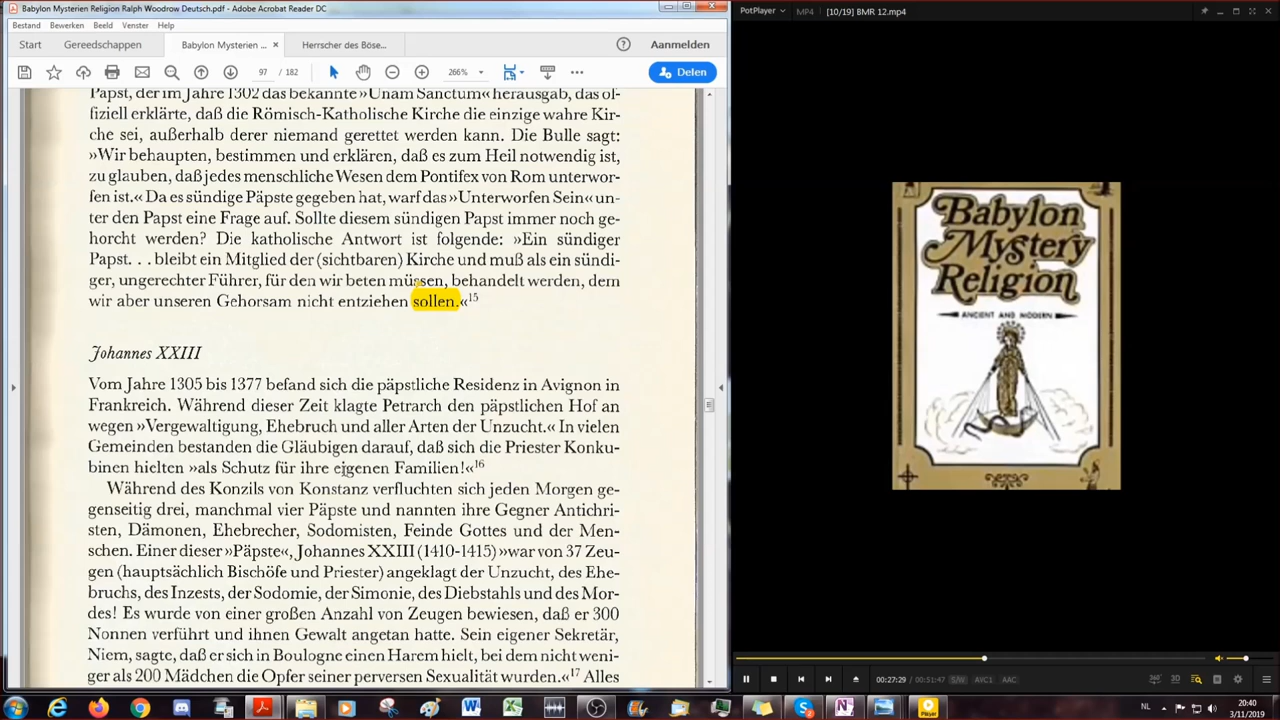 Babylon Mysterien Religion Ralph Woodrow Deutsch.pdf - Adobe Acrobat Reader DC
Bestand Bewerken Beeld Venster Help
Start Gereedschappen Babylon Mysterien ... × Herrscher des Böse... Aanmelden
97 / 182 266% Delen
Papst, der im Jahre 1302 das bekannte »Unam Sanctum« herausgab, das of-
fiziell erklärte, daß die Römisch-Katholische Kirche die einzige wahre Kir-
che sei, außerhalb derer niemand gerettet werden kann. Die Bulle sagt:
»Wir behaupten, bestimmen und erklären, daß es zum Heil notwendig ist,
zu glauben, daß jedes menschliche Wesen dem Pontifex von Rom unterwor-
fen ist.« Da es sündige Päpste gegeben hat, warf das »Unterworfen Sein« un-
ter den Papst eine Frage auf. Sollte diesem sündigen Papst immer noch ge-
horcht werden? Die katholische Antwort ist folgende: »Ein sündiger
Papst. . . bleibt ein Mitglied der (sichtbaren) Kirche und muß als ein sündi-
ger, ungerechter Führer, für den wir beten müssen, behandelt werden, dem
wir aber unseren Gehorsam nicht entziehen sollen.«15
Johannes XXIII
Vom Jahre 1305 bis 1377 befand sich die päpstliche Residenz in Avignon in
Frankreich. Während dieser Zeit klagte Petrarch den päpstlichen Hof an
wegen »Vergewaltigung, Ehebruch und aller Arten der Unzucht.« In vielen
Gemeinden bestanden die Gläubigen darauf, daß sich die Priester Konku-
binen hielten »als Schutz für ihre eigenen Familien!«16
Während des Konzils von Konstanz verfluchten sich jeden Morgen ge-
genseitig drei, manchmal vier Päpste und nannten ihre Gegner Antichri-
sten, Dämonen, Ehebrecher, Sodomisten, Feinde Gottes und der Men-
schen. Einer dieser »Päpste«, Johannes XXIII (1410-1415) »war von 37 Zeu-
gen (hauptsächlich Bischöfe und Priester) angeklagt der Unzucht, des Ehe-
bruchs, des Inzests, der Sodomie, der Simonie, des Diebstahls und des Mor-
des! Es wurde von einer großen Anzahl von Zeugen bewiesen, daß er 300
Nonnen verführt und ihnen Gewalt angetan hatte. Sein eigener Sekretär,
Niem, sagte, daß er sich in Boulogne einen Harem hielt, bei dem nicht weni-
ger als 200 Mädchen die Opfer seiner perversen Sexualität wurden.«17 Alles
PotPlayer MP4 [10/19] BMR 12.mp4
Babylon
Mystery
Religion
ANCIENT AND MODERN
00:27:29 / 00:51:47 S/W AVC1 AAC
NL 20:40
3/11/2019